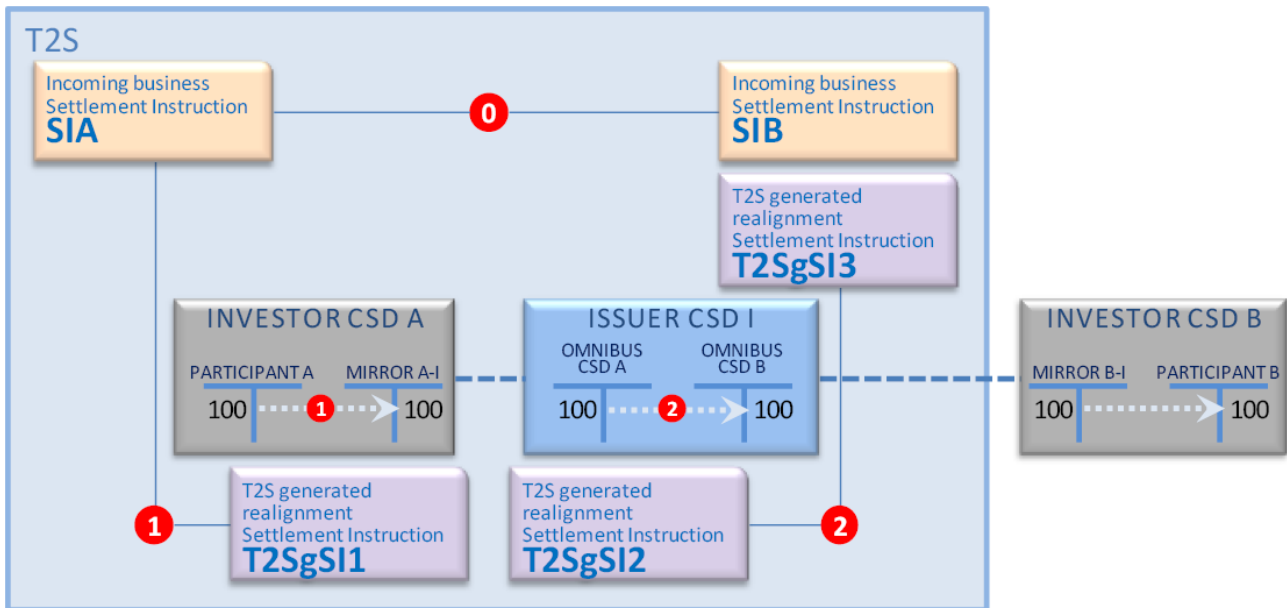 T2S
Incoming business
Settlement Instruction
SIA
0
Incoming business
Settlement Instruction
SIB
T2S generated
realignment
Settlement Instruction
T2SgSI3
INVESTOR CSD A
PARTICIPANT A
MIRROR A-I
100
1
100
ISSUER CSD I
OMNIBUS
CSD A
OMNIBUS
CSD B
100
2
100
INVESTOR CSD B
MIRROR B-I
PARTICIPANT B
100
100
1
T2S generated
realignment
Settlement Instruction
T2SgSI1
T2S generated
realignment
Settlement Instruction
T2SgSI2
2